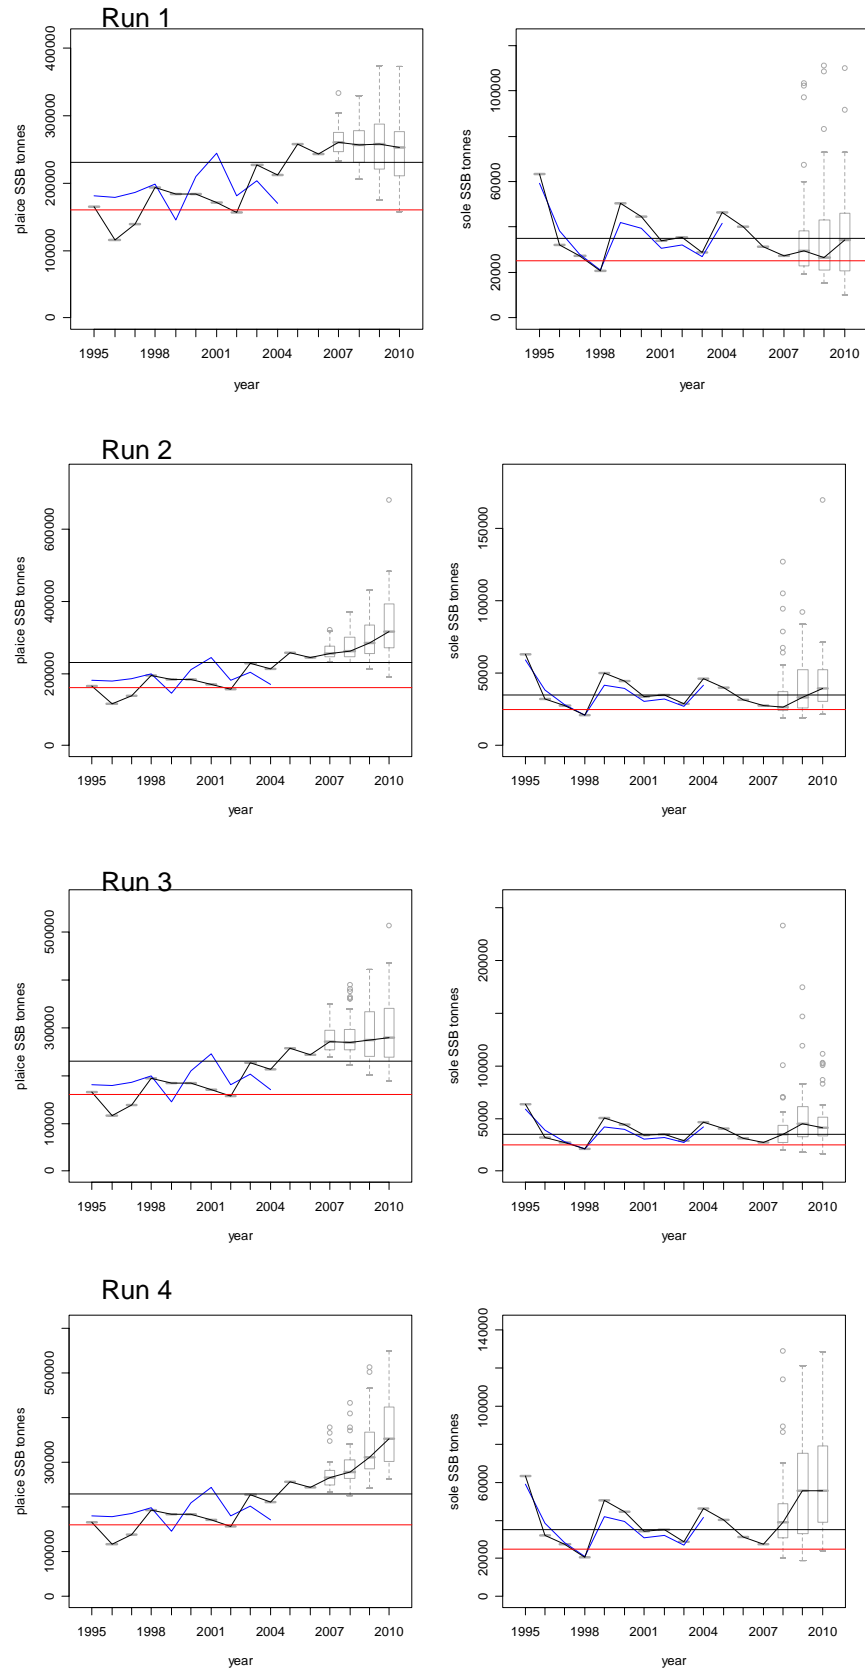 Run 1
plaice SSB tonnes
0 100000 200000 300000 400000
1995 1998 2001 2004 2007 2010
year
sole SSB tonnes
0 20000 60000 100000
1995 1998 2001 2004 2007 2010
year
Run 2
plaice SSB tonnes
0 200000 400000 600000
1995 1998 2001 2004 2007 2010
year
sole SSB tonnes
0 50000 100000 150000
1995 1998 2001 2004 2007 2010
year
Run 3
plaice SSB tonnes
0 100000 300000 500000
1995 1998 2001 2004 2007 2010
year
sole SSB tonnes
0 50000 100000 200000
1995 1998 2001 2004 2007 2010
year
Run 4
plaice SSB tonnes
0 100000 300000 500000
1995 1998 2001 2004 2007 2010
year
sole SSB tonnes
0 20000 60000 100000 140000
1995 1998 2001 2004 2007 2010
year